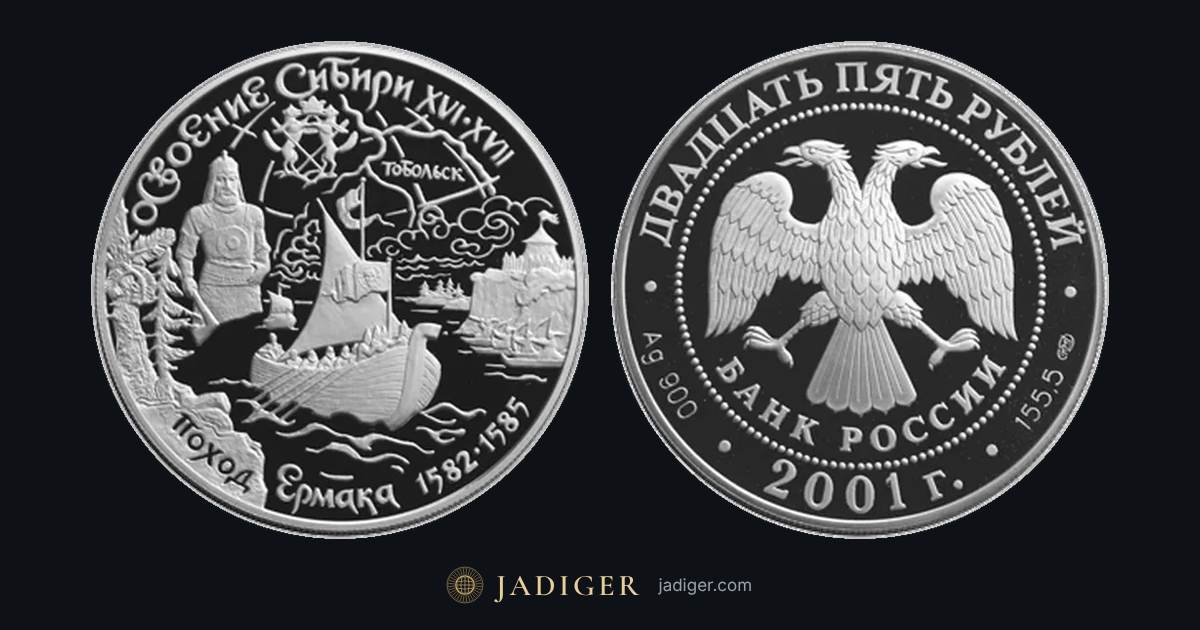 Освоение Сибири XVI-XVII
ТОБОЛЬСК
ПОХОД
Ермака 1582·1585
ДВАДЦАТЬ ПЯТЬ РУБЛЕЙ
Ag 900
155,5
БАНК РОССИИ
2001 г.
JADIGER
jadiger.com